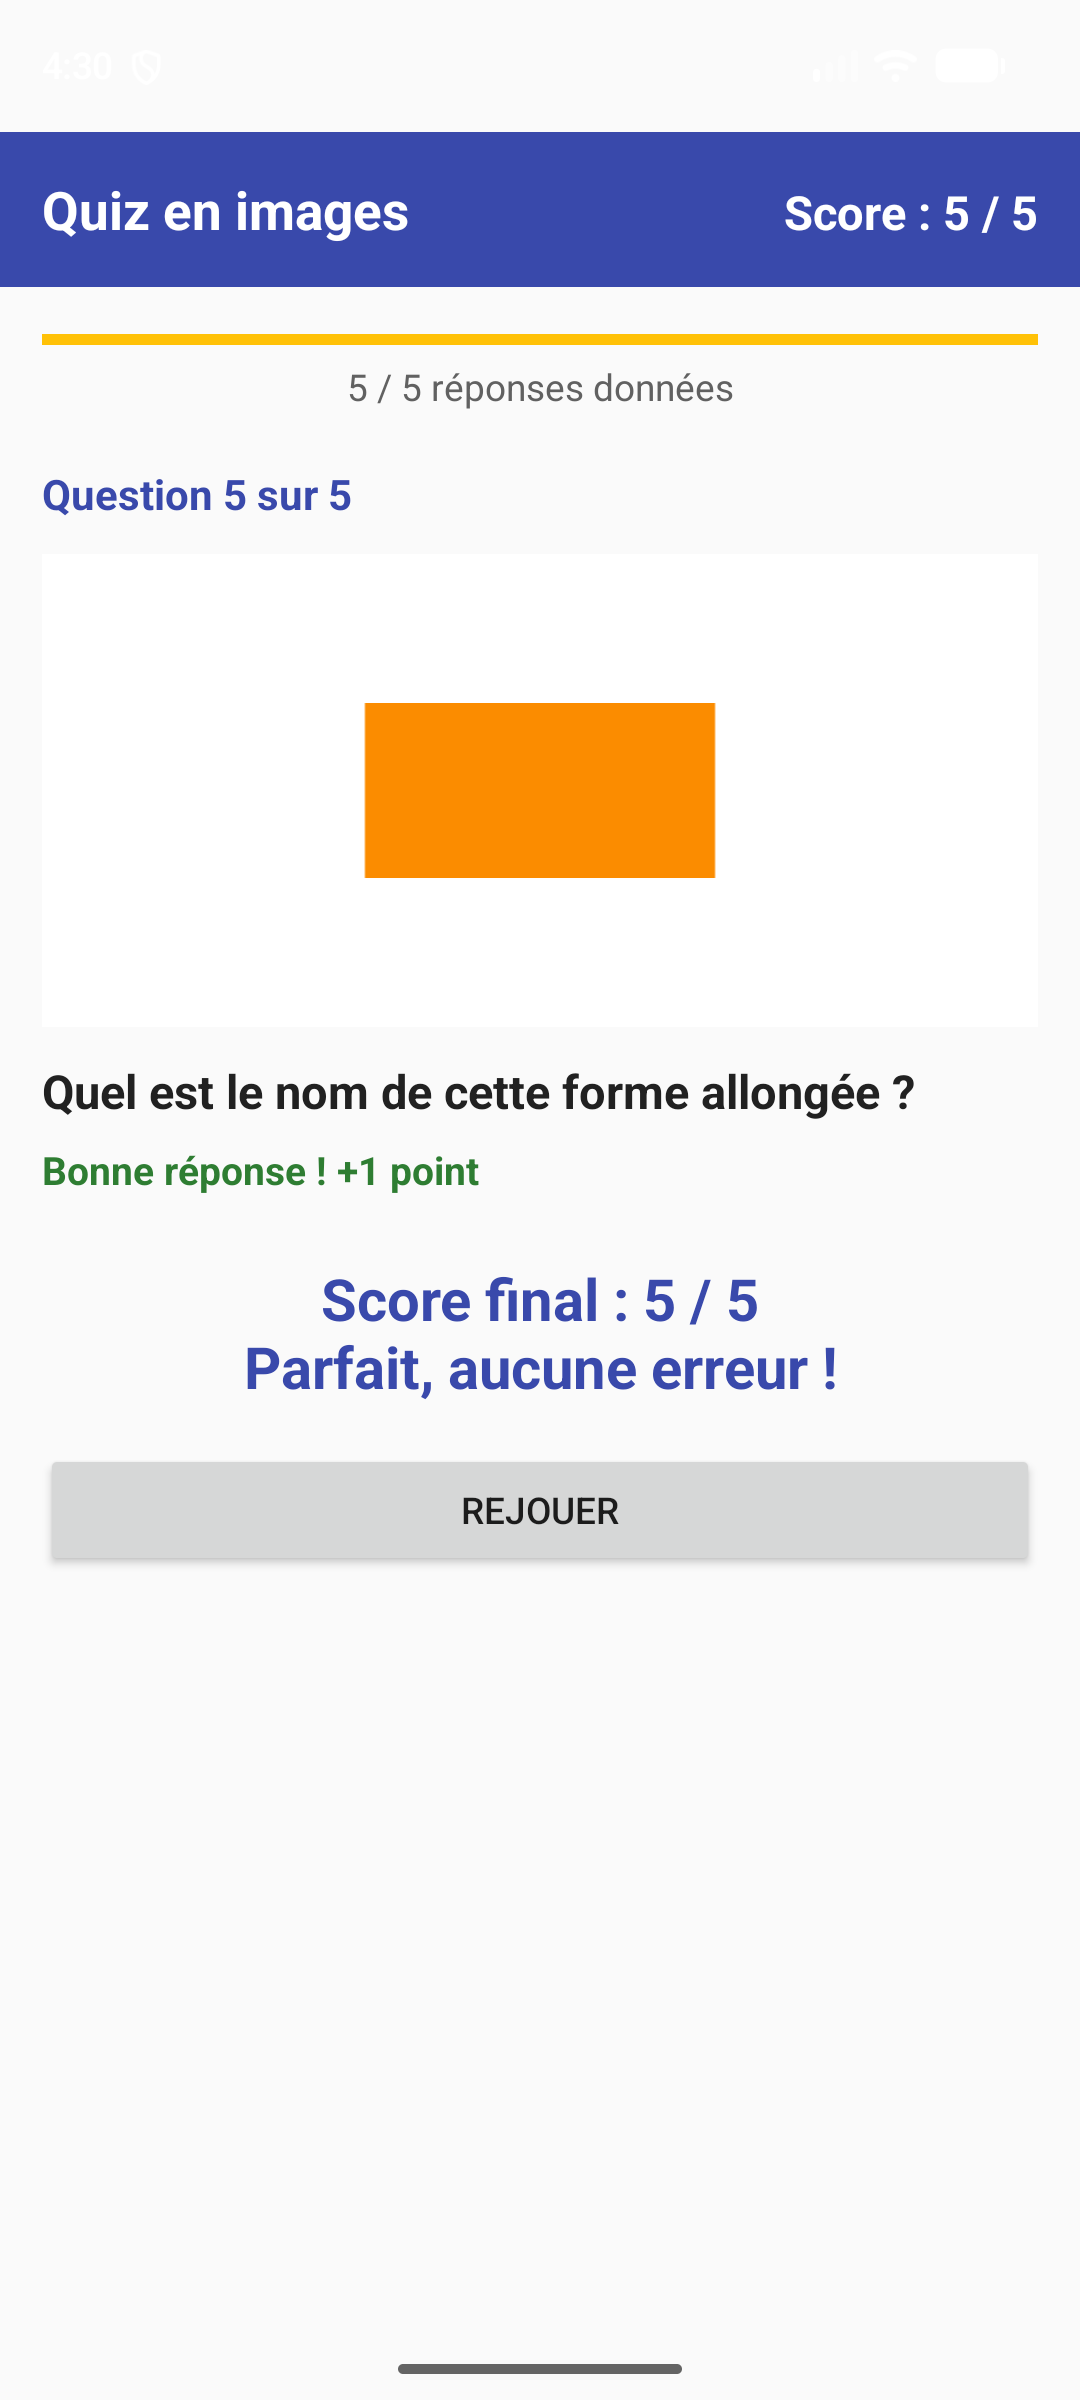 4:30
Quiz en images
Score : 5 / 5
5 / 5 réponses données
Question 5 sur 5
Quel est le nom de cette forme allongée ?
Bonne réponse ! +1 point
Score final : 5 / 5
Parfait, aucune erreur !
REJOUER